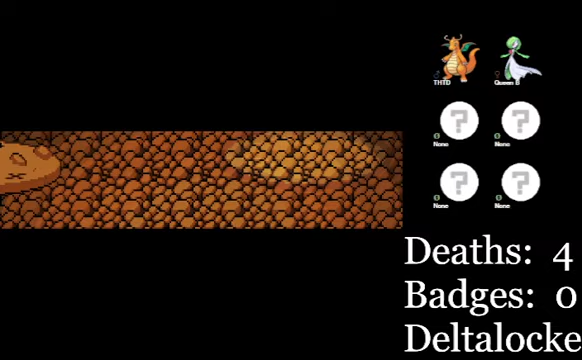 THTD Queen B
None None
None None
Deaths: 4
Badges: 0
Deltalocke